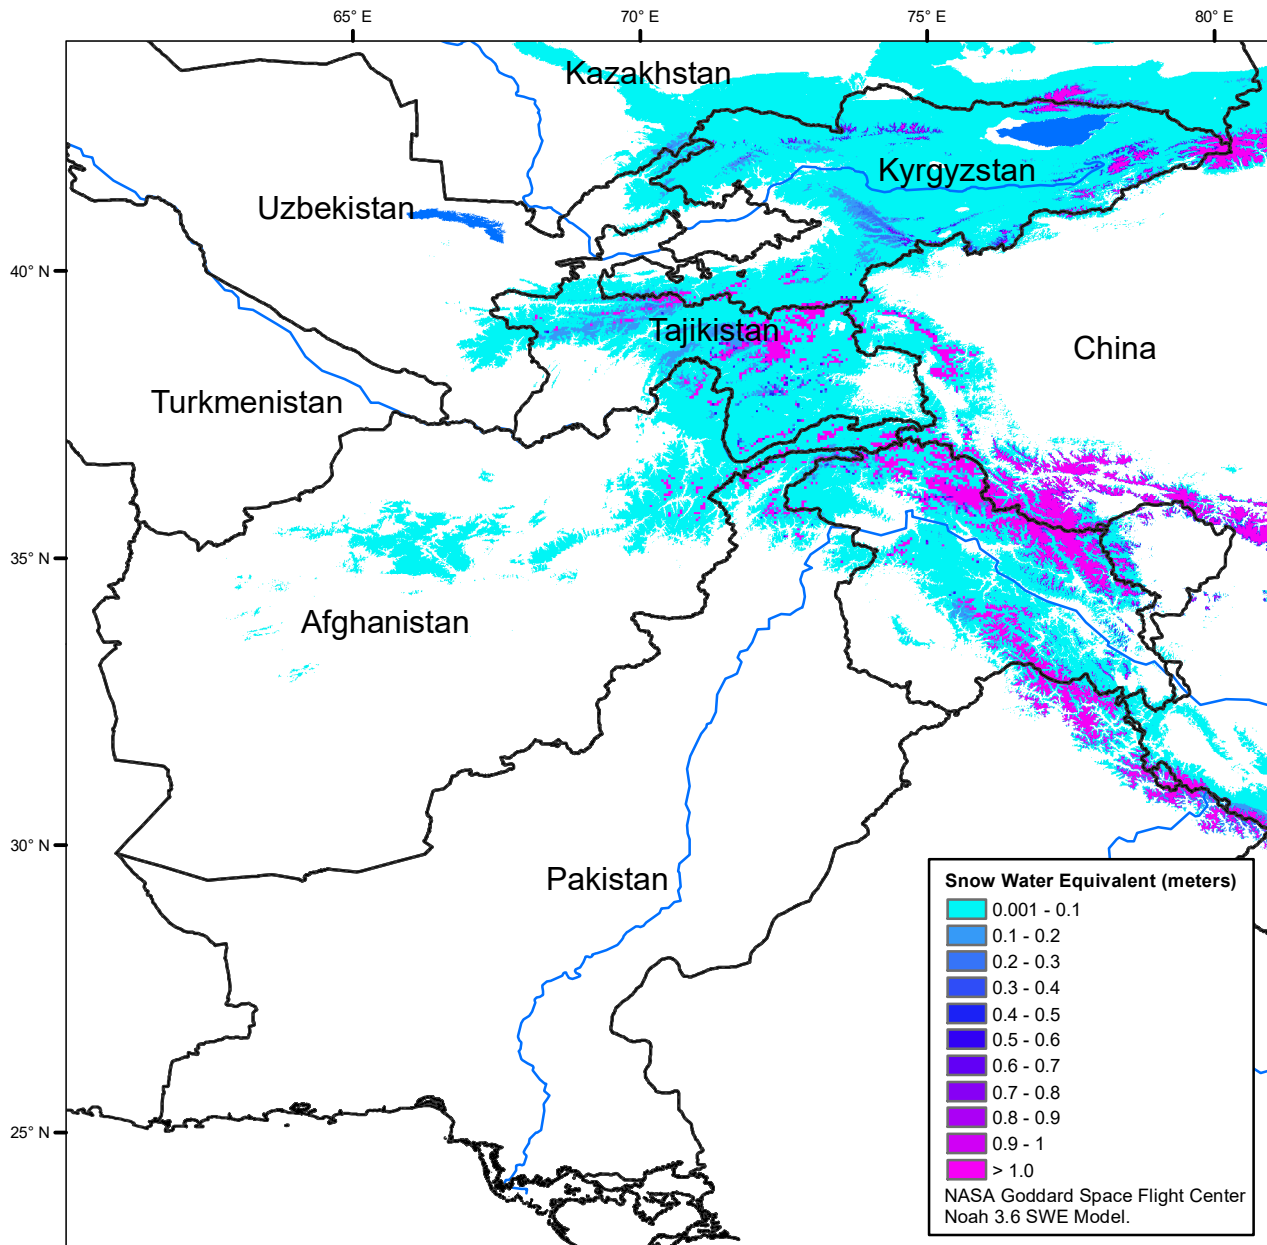 65° E
70° E
75° E
80° E
Kazakhstan
Kyrgyzstan
Uzbekistan
40° N
Tajikistan
China
Turkmenistan
35° N
Afghanistan
30° N
Pakistan
Snow Water Equivalent (meters)
0.001 - 0.1
0.1 - 0.2
0.2 - 0.3
0.3 - 0.4
0.4 - 0.5
0.5 - 0.6
0.6 - 0.7
0.7 - 0.8
0.8 - 0.9
0.9 - 1
> 1.0
25° N
NASA Goddard Space Flight Center
Noah 3.6 SWE Model.